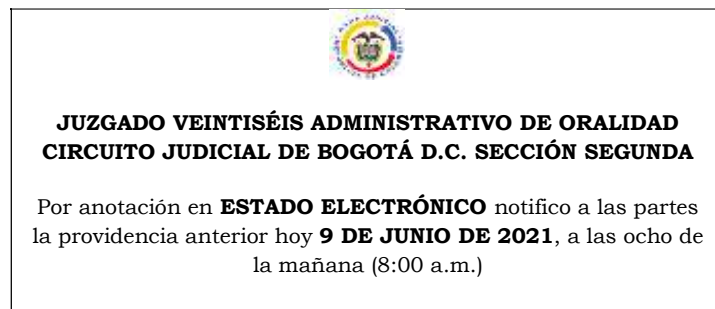 JUZGADO VEINTISÉIS ADMINISTRATIVO DE ORALIDAD
CIRCUITO JUDICIAL DE BOGOTÁ D.C. SECCIÓN SEGUNDA
Por anotación en ESTADO ELECTRÓNICO notifico a las partes
la providencia anterior hoy 9 DE JUNIO DE 2021, a las ocho de
la mañana (8:00 a.m.)